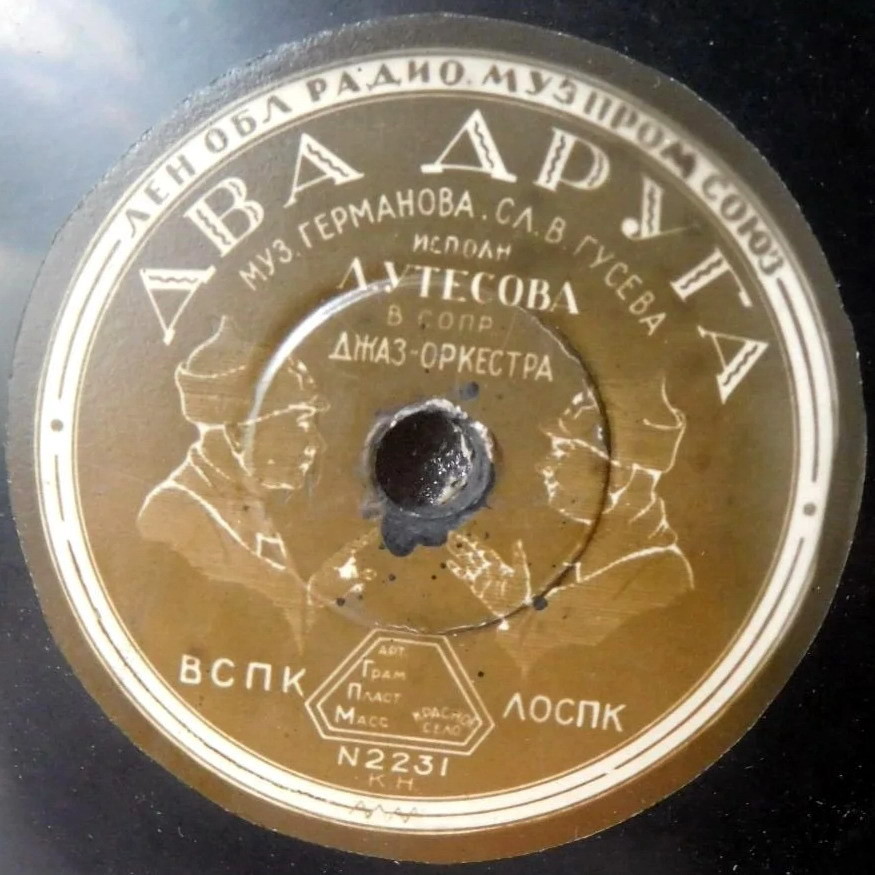 ЛЕН ОБЛ РАДИО. МУЗПРОМ СОЮЗ
ДВА ДРУГА
МУЗ. ГЕРМАНОВА. СЛ. В. ГУСЕВА
ИСПОЛН
Л. УТЕСОВА
В СОПР.
ДЖАЗ-ОРКЕСТРА
ВСПК
АРТ.
ГРАМ
ПЛАСТ
МАСС
КРАСНОЕ
СЕЛО
ЛОСПК
N2231
К.Н.